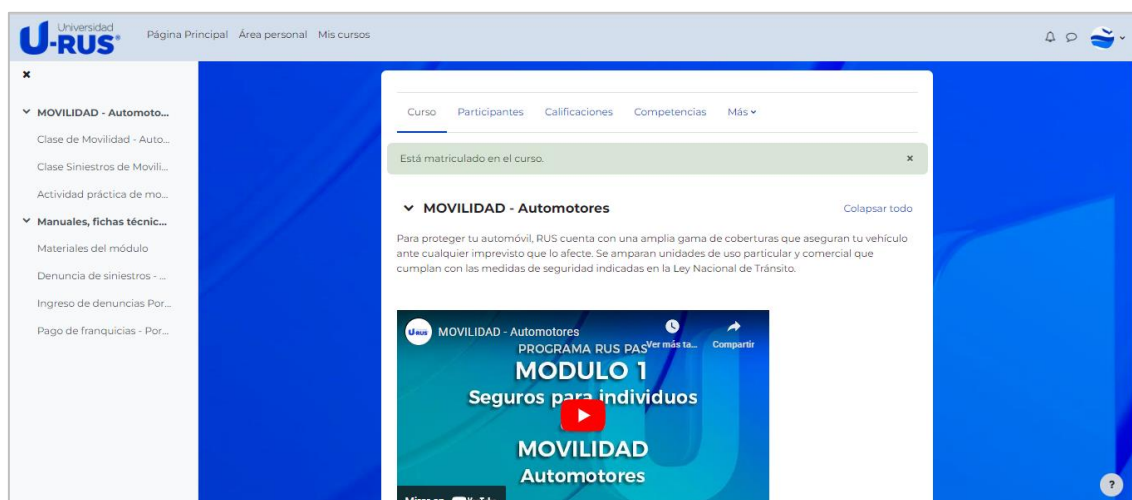 Universidad
U-RUS®
Página Principal Área personal Mis cursos
MOVILIDAD - Automoto...
Clase de Movilidad - Auto...
Clase Siniestros de Movili...
Actividad práctica de mo...
Manuales, fichas técnic...
Materiales del módulo
Denuncia de siniestros - ...
Ingreso de denuncias Por...
Pago de franquicias - Por...
Curso Participantes Calificaciones Competencias Más
Está matriculado en el curso. ×
MOVILIDAD - Automotores Colapsar todo
Para proteger tu automóvil, RUS cuenta con una amplia gama de coberturas que aseguran tu vehículo
ante cualquier imprevisto que lo afecte. Se amparan unidades de uso particular y comercial que
cumplan con las medidas de seguridad indicadas en la Ley Nacional de Tránsito.
U-RUS MOVILIDAD - Automotores
Ver más ta... Compartir
PROGRAMA RUS PAS
MODULO 1
Seguros para individuos
MOVILIDAD
Automotores
?